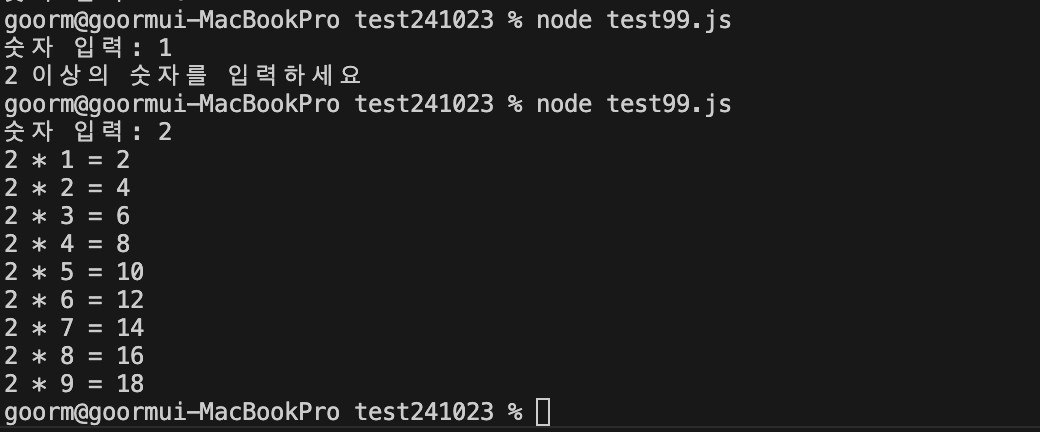 goorm@goormui-MacBookPro test241023 % node test99.js
숫자 입력: 1
2 이상의 숫자를 입력하세요
goorm@goormui-MacBookPro test241023 % node test99.js
숫자 입력: 2
2 * 1 = 2
2 * 2 = 4
2 * 3 = 6
2 * 4 = 8
2 * 5 = 10
2 * 6 = 12
2 * 7 = 14
2 * 8 = 16
2 * 9 = 18
goorm@goormui-MacBookPro test241023 %